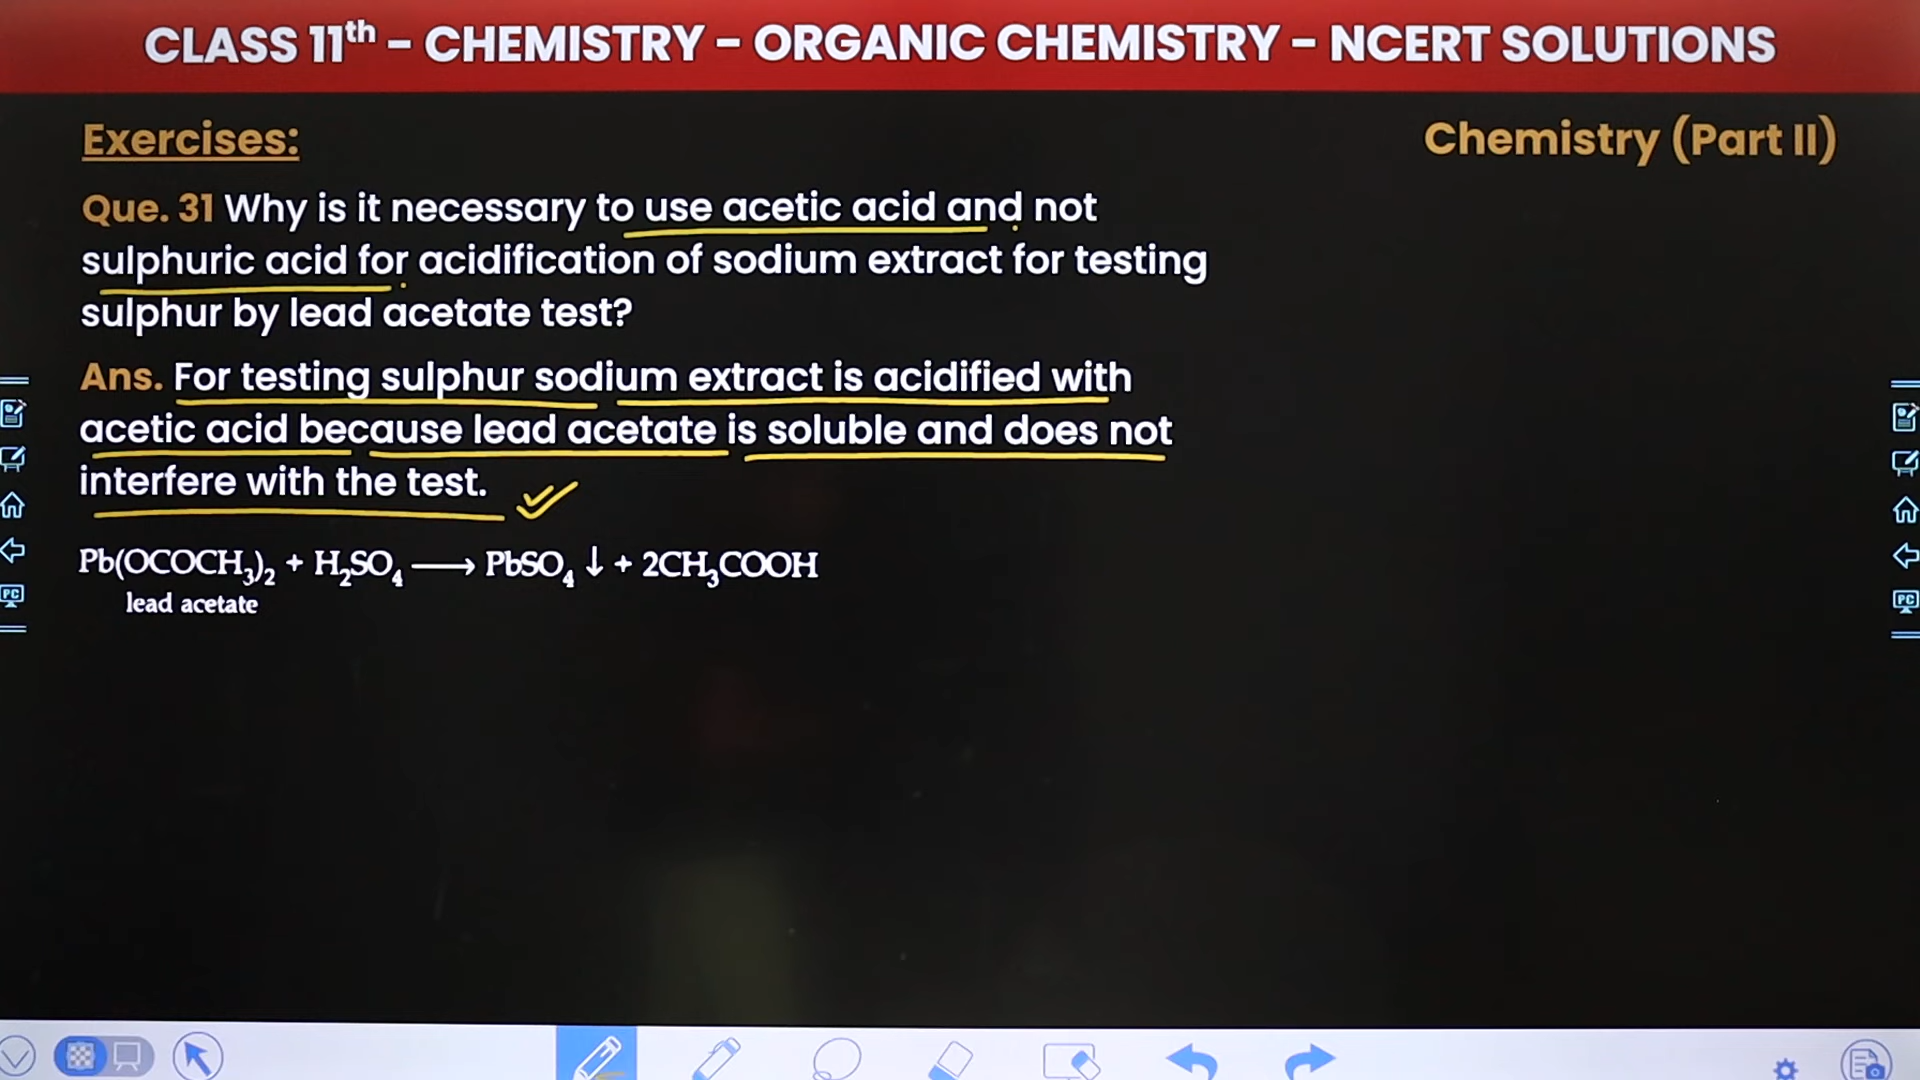 CLASS 11th – CHEMISTRY – ORGANIC CHEMISTRY – NCERT SOLUTIONS
Exercises:
Chemistry (Part II)
Que. 31 Why is it necessary to use acetic acid and not
sulphuric acid for acidification of sodium extract for testing
sulphur by lead acetate test?
Ans. For testing sulphur sodium extract is acidified with
acetic acid because lead acetate is soluble and does not
interfere with the test.
Pb(OCOCH₃)₂ + H₂SO₄ ⟶ PbSO₄ ↓ + 2CH₃COOH
lead acetate
PC
PC